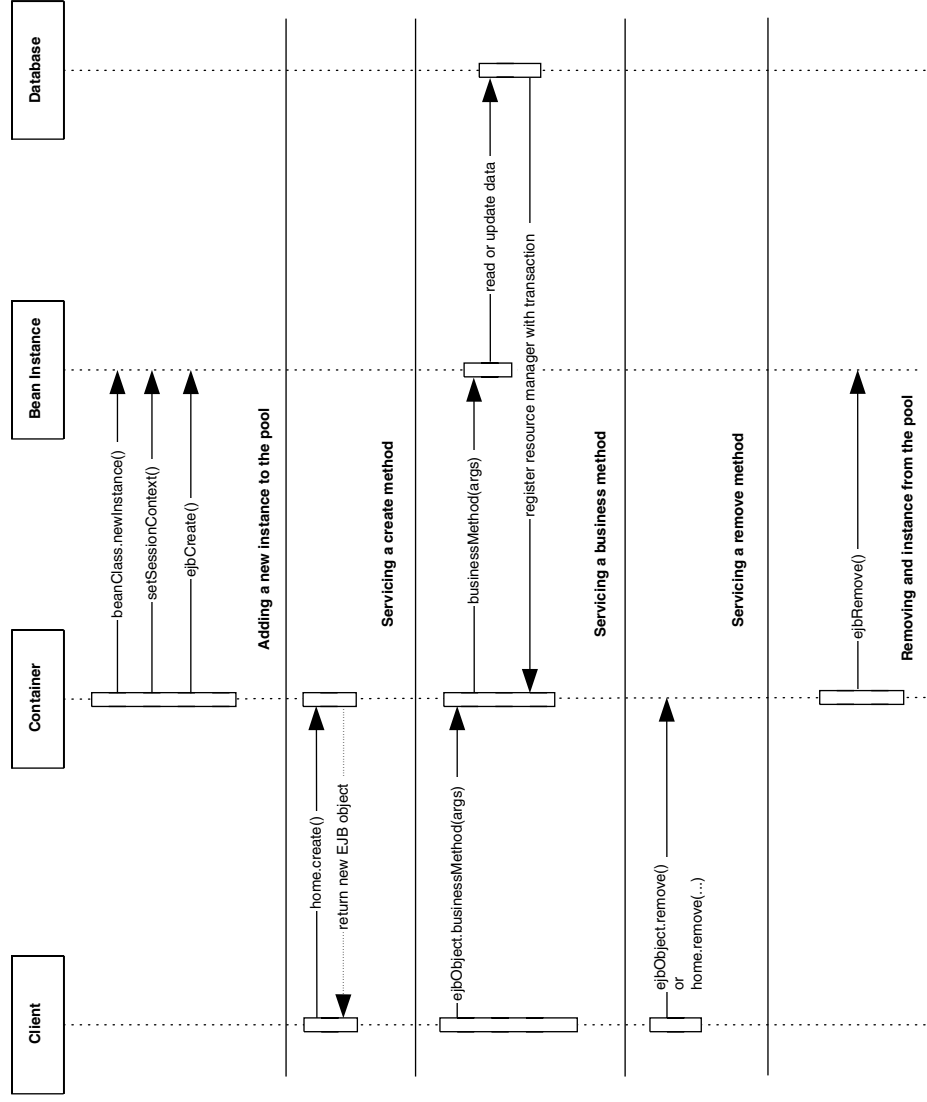 Client
Container
Bean Instance
Database
beanClass.newInstance()
setSessionContext()
ejbCreate()
Adding a new instance to the pool
home.create()
return new EJB object
Servicing a create method
ejbObject.businessMethod(args)
businessMethod(args)
read or update data
register resource manager with transaction
Servicing a business method
ejbObject.remove()
or
home.remove(...)
Servicing a remove method
ejbRemove()
Removing and instance from the pool